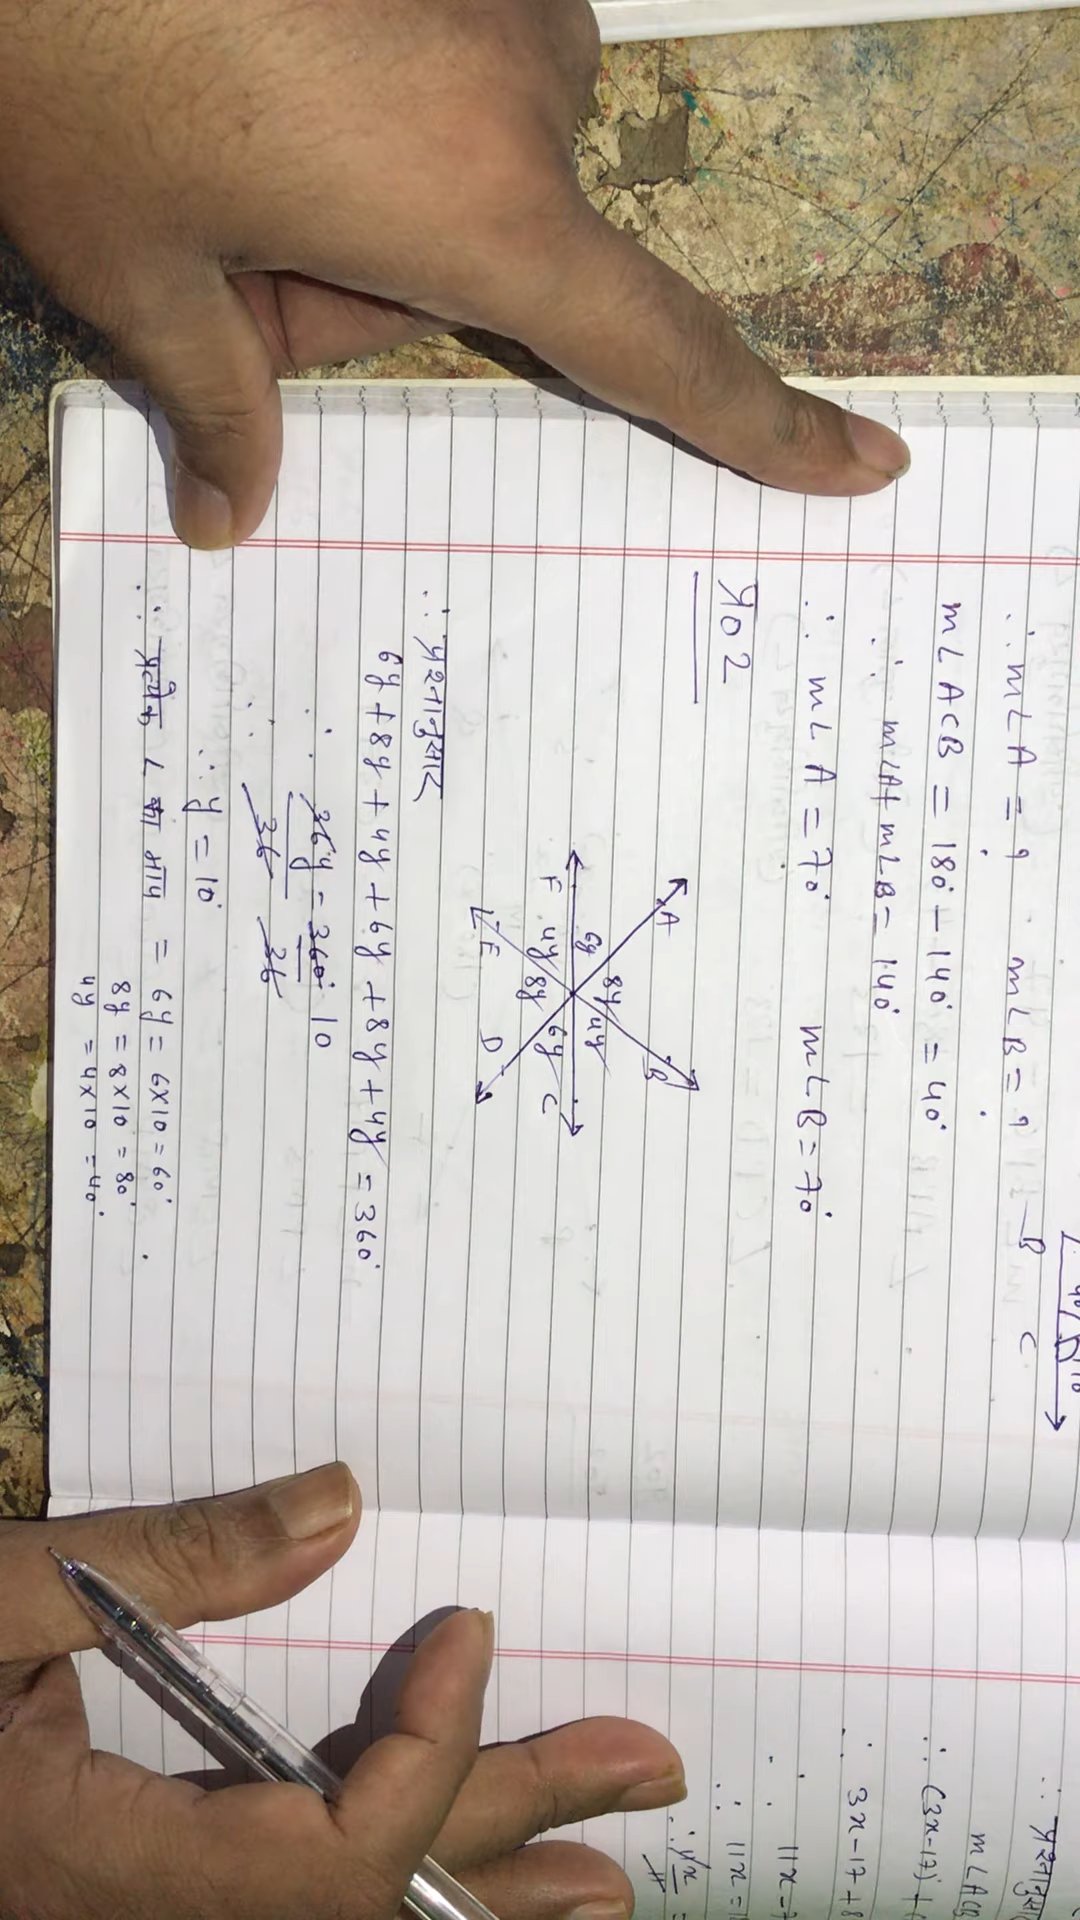 ∴ m∠A = ? m∠B = ? B C
m∠ACB = 180° - 140° = 40°
∴ m∠A + m∠B = 140°
∴ m∠A = 70° m∠B = 70°
प्र० 2
A B
6y 8y 4y
F C
4y 8y 6y
E D
∴ प्रश्नानुसार
6y + 8y + 4y + 6y + 8y + 4y = 360°
∴ 36y = 360° 10
∴ 36 36
∴ y = 10°
∴ प्रत्येक ∠ का माप = 6y = 6×10 = 60°
8y = 8×10 = 80°
4y = 4×10 = 40°
m∠ACB
∴ (3x-17)
∴ 3x-17+8
11x-7
∴ 11x =